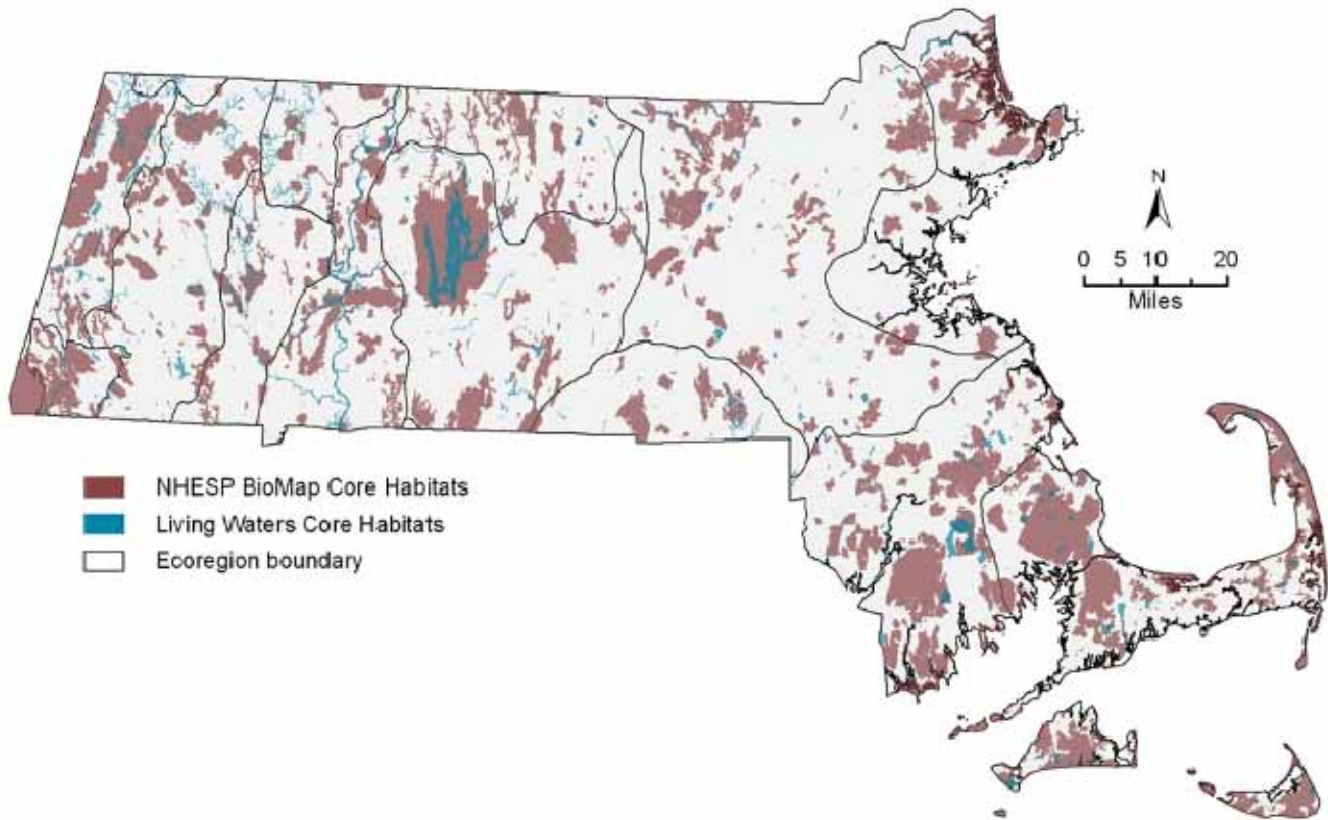 N
0 5 10 20
Miles
NHESP BioMap Core Habitats
Living Waters Core Habitats
Ecoregion boundary